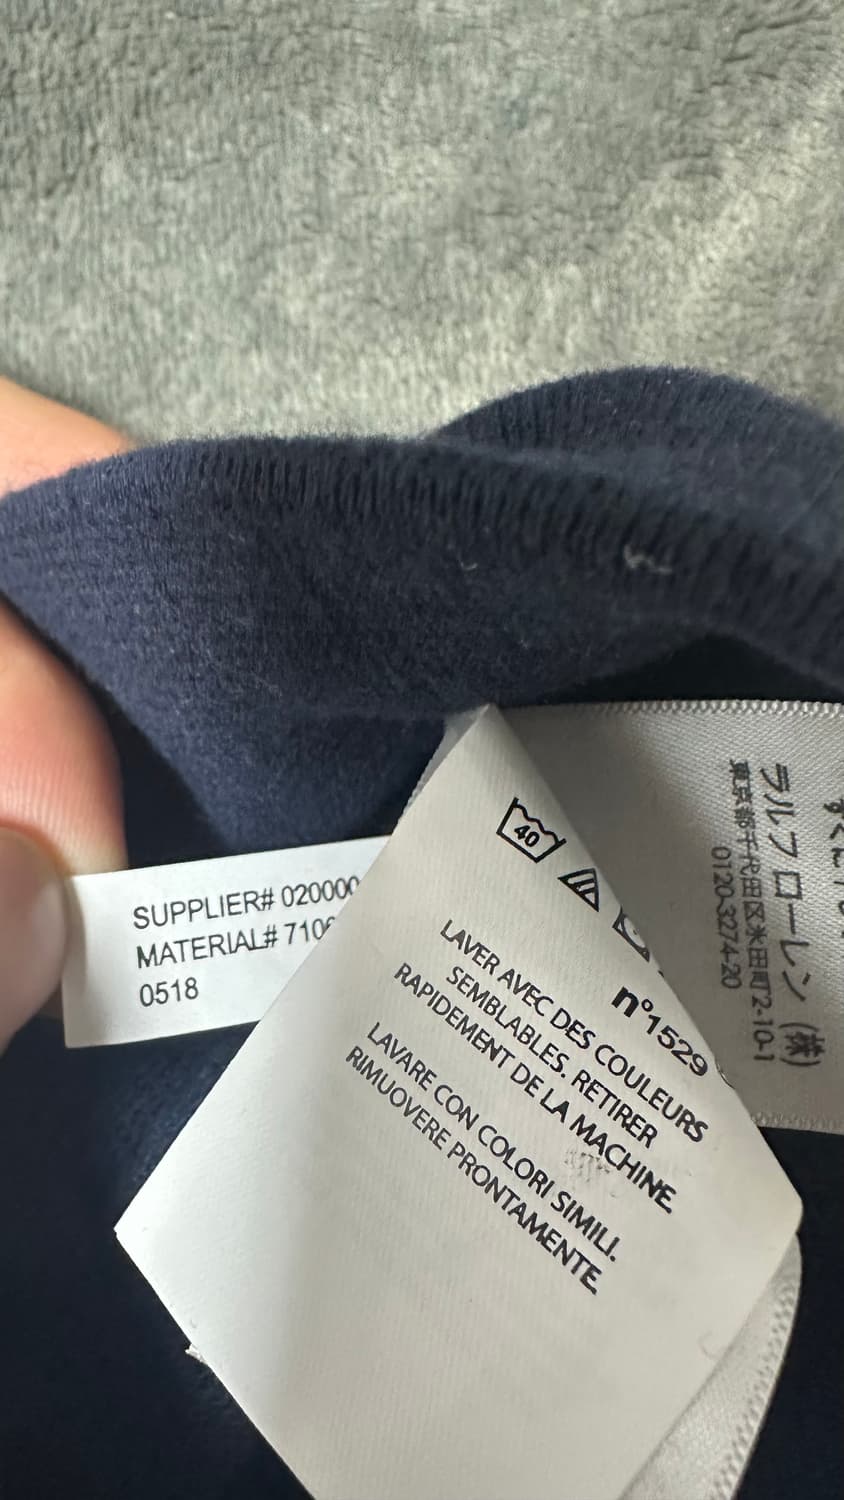 SUPPLIER# 020000
MATERIAL# 710
0518
40
n°1529
LAVER AVEC DES COULEURS
SEMBLABLES. RETIRER
RAPIDEMENT DE LA MACHINE.
LAVARE CON COLORI SIMILI.
RIMUOVERE PRONTAMENTE.
ラルフ ローレン (株)
東京都千代田区永田町2-10-1
0120-3274-20